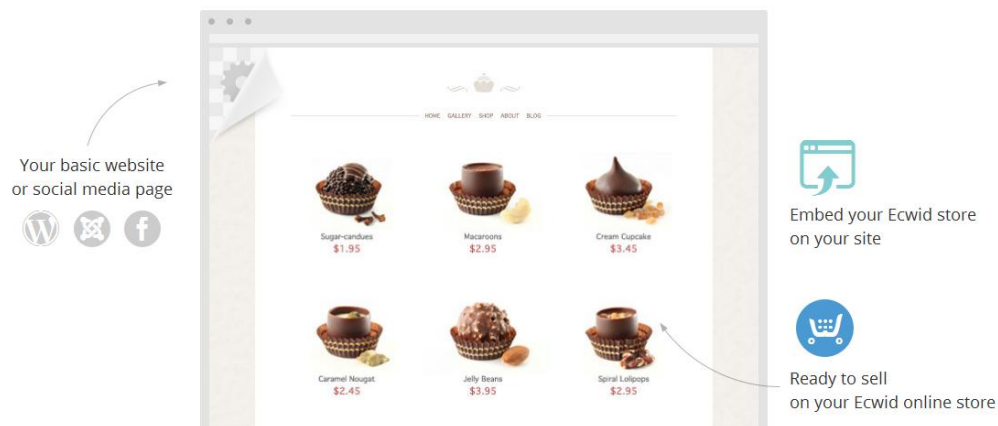 Your basic website
or social media page
HOME GALLERY SHOP ABOUT BLOG
Sugar-candues
$1.95
Macaroons
$2.95
Cream Cupcake
$3.45
Caramel Nougat
$2.45
Jelly Beans
$3.95
Spiral Lolipops
$2.95
Embed your Ecwid store
on your site
Ready to sell
on your Ecwid online store